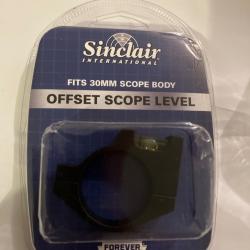 Sinclair
INTERNATIONAL
FITS 30MM SCOPE BODY
OFFSET SCOPE LEVEL
FOREVER